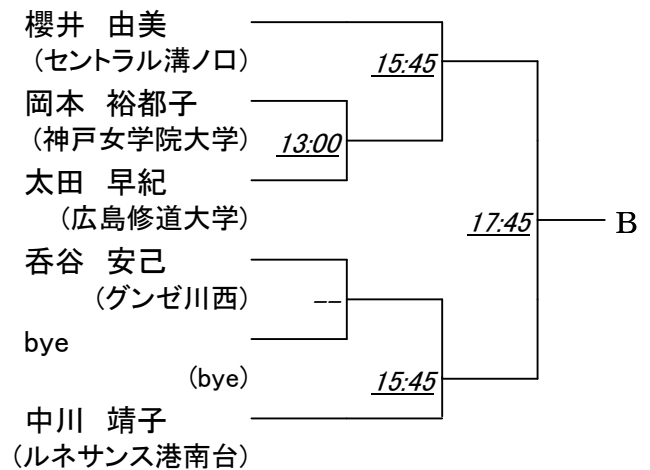 櫻井　由美
(セントラル溝ノ口)
15:45
岡本　裕都子
(神戸女学院大学)
13:00
太田　早紀
(広島修道大学)
17:45
B
呑谷　安己
(グンゼ川西)
--
bye
(bye)
15:45
中川　靖子
(ルネサンス港南台)